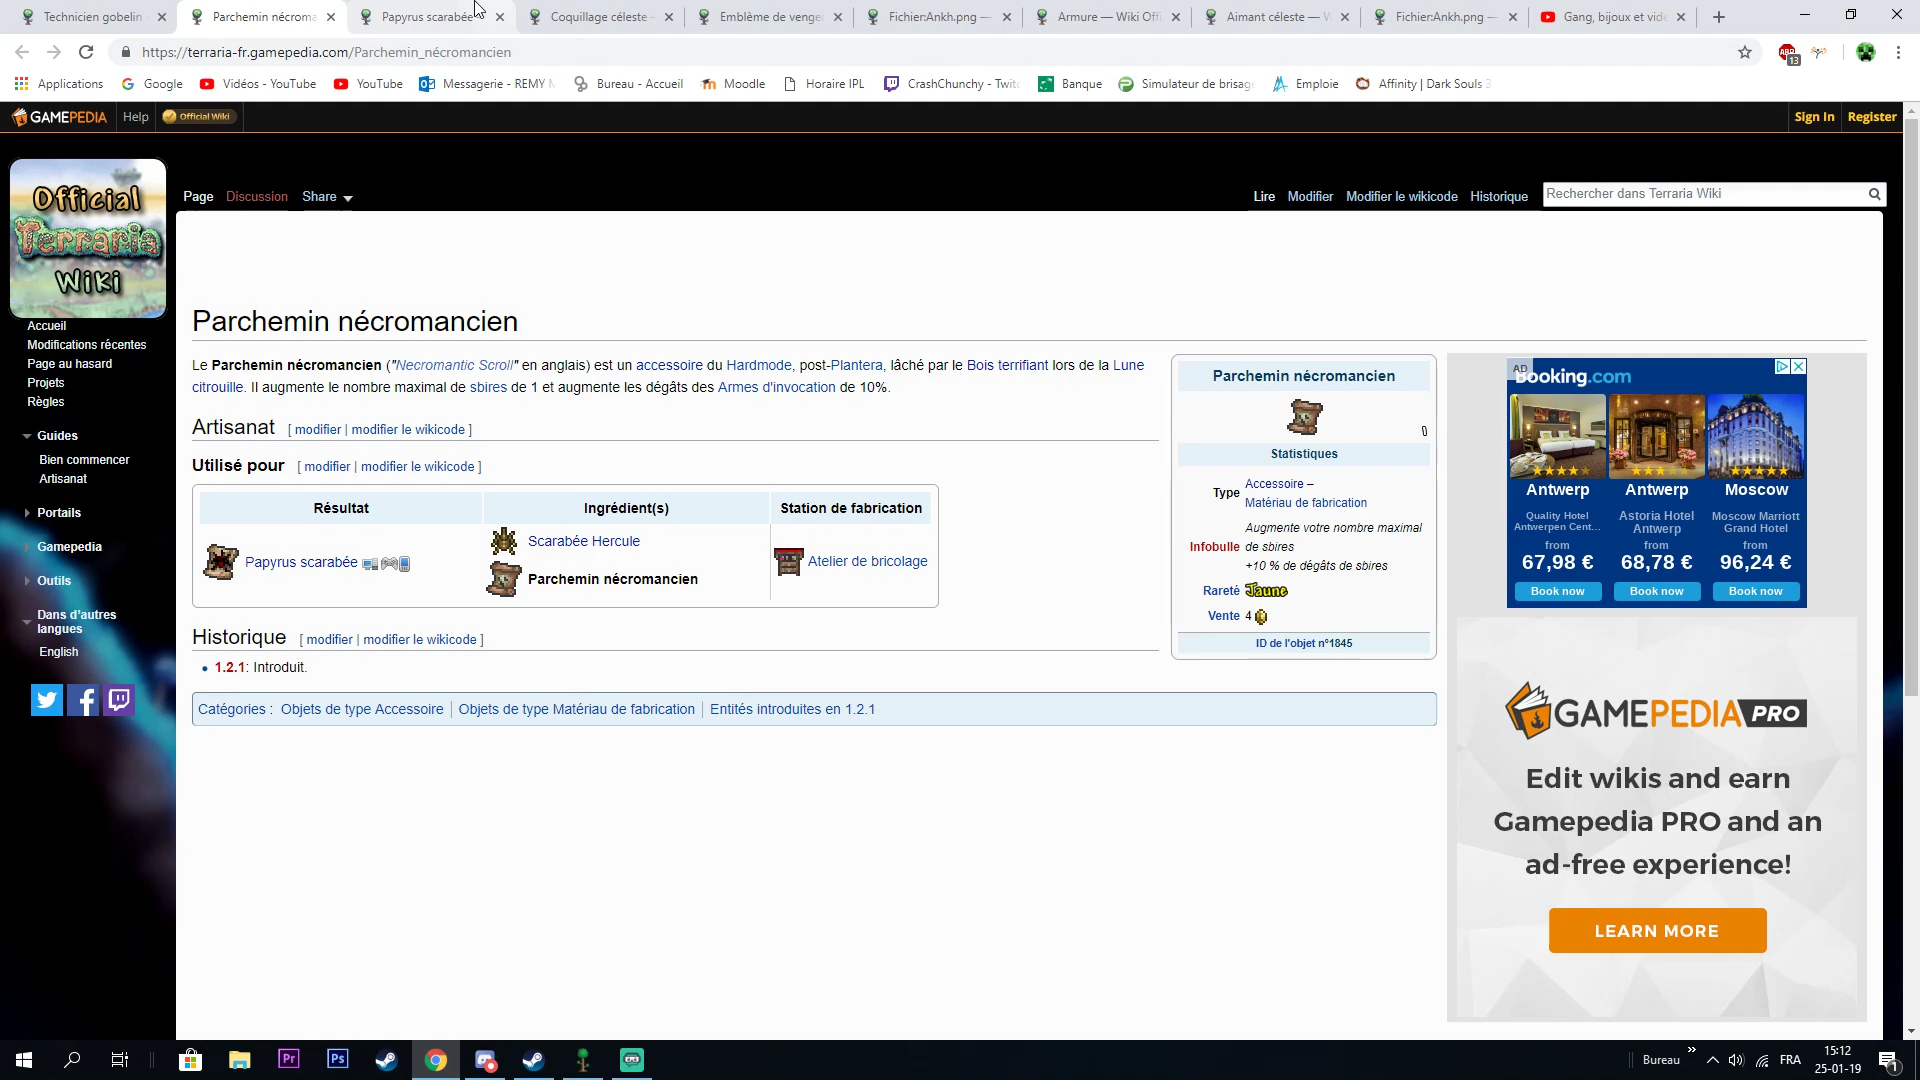 Technicien gobelin
Parchemin nécroma
Papyrus scarabée
Coquillage céleste
Emblème de venge
Fichier:Ankh.png —
Armure — Wiki Offi
Aimant céleste — W
Fichier:Ankh.png —
Gang, bijoux et vid
https://terraria-fr.gamepedia.com/Parchemin_nécromancien
13
Applications
Google
Vidéos - YouTube
YouTube
Messagerie - REMY M
Bureau - Accueil
Moodle
Horaire IPL
CrashChunchy - Twit
Banque
Simulateur de brisag
Emploie
Affinity | Dark Souls 3
GAMEPEDIA
Help
Official Wiki
Sign In
Register
Official
Terraria
Wiki
Page
Discussion
Share
Lire
Modifier
Modifier le wikicode
Historique
Rechercher dans Terraria Wiki
Accueil
Modifications récentes
Page au hasard
Projets
Règles
Guides
Bien commencer
Artisanat
Portails
Gamepedia
Outils
Dans d'autres
langues
English
Parchemin nécromancien
Le Parchemin nécromancien ("Necromantic Scroll" en anglais) est un accessoire du Hardmode, post-Plantera, lâché par le Bois terrifiant lors de la Lune
citrouille. Il augmente le nombre maximal de sbires de 1 et augmente les dégâts des Armes d'invocation de 10%.
Artisanat [ modifier | modifier le wikicode ]
Utilisé pour [ modifier | modifier le wikicode ]
Résultat
Ingrédient(s)
Station de fabrication
Papyrus scarabée
Scarabée Hercule
Parchemin nécromancien
Atelier de bricolage
Historique [ modifier | modifier le wikicode ]
1.2.1: Introduit.
Catégories : Objets de type Accessoire | Objets de type Matériau de fabrication | Entités introduites en 1.2.1
Parchemin nécromancien
Statistiques
Type
Accessoire –
Matériau de fabrication
Infobulle
Augmente votre nombre maximal
de sbires
+10 % de dégâts de sbires
Rareté Jaune
Vente 4
ID de l'objet n°1845
AD
Booking.com
Antwerp
Quality Hotel
Antwerpen Cent...
from
67,98 €
Book now
Antwerp
Astoria Hotel
Antwerp
from
68,78 €
Book now
Moscow
Moscow Marriott
Grand Hotel
from
96,24 €
Book now
GAMEPEDIA PRO
Edit wikis and earn
Gamepedia PRO and an
ad-free experience!
LEARN MORE
Pr
Ps
Bureau
FRA
15:12
25-01-19
1